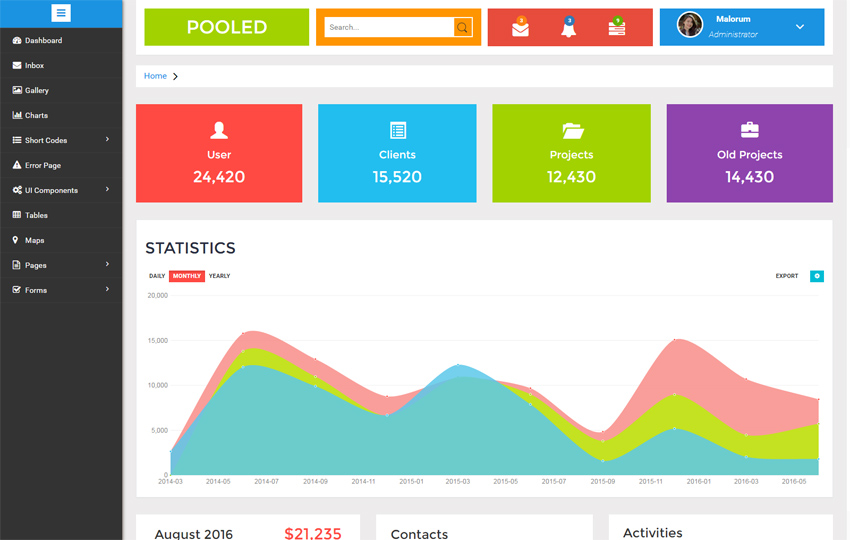 POOLED
Search...
3
3
9
Malorum
Administrator
Dashboard
Inbox
Gallery
Charts
Short Codes
Error Page
UI Components
Tables
Maps
Pages
Forms
Home
User
24,420
Clients
15,520
Projects
12,430
Old Projects
14,430
STATISTICS
DAILY MONTHLY YEARLY
EXPORT
20,000
15,000
10,000
5,000
0
2014-03 2014-05 2014-07 2014-09 2014-11 2015-01 2015-03 2015-05 2015-07 2015-09 2015-11 2016-01 2016-03 2016-05
August 2016 $21,235
Contacts
Activities